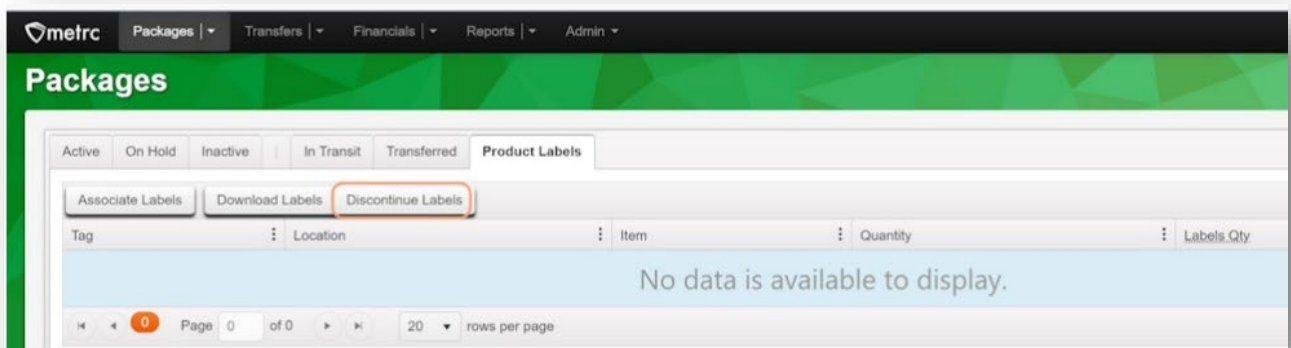 metrc Packages Transfers Financials Reports Admin
Packages
Active On Hold Inactive In Transit Transferred Product Labels
Associate Labels Download Labels Discontinue Labels
Tag Location Item Quantity Labels Qty
No data is available to display.
0 Page 0 of 0 20 rows per page